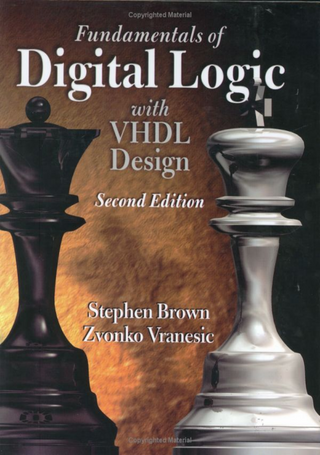 Copyrighted Material
Fundamentals of
Digital Logic
with
VHDL
Design
Second Edition
Stephen Brown
Zvonko Vranesic
Copyrighted Material